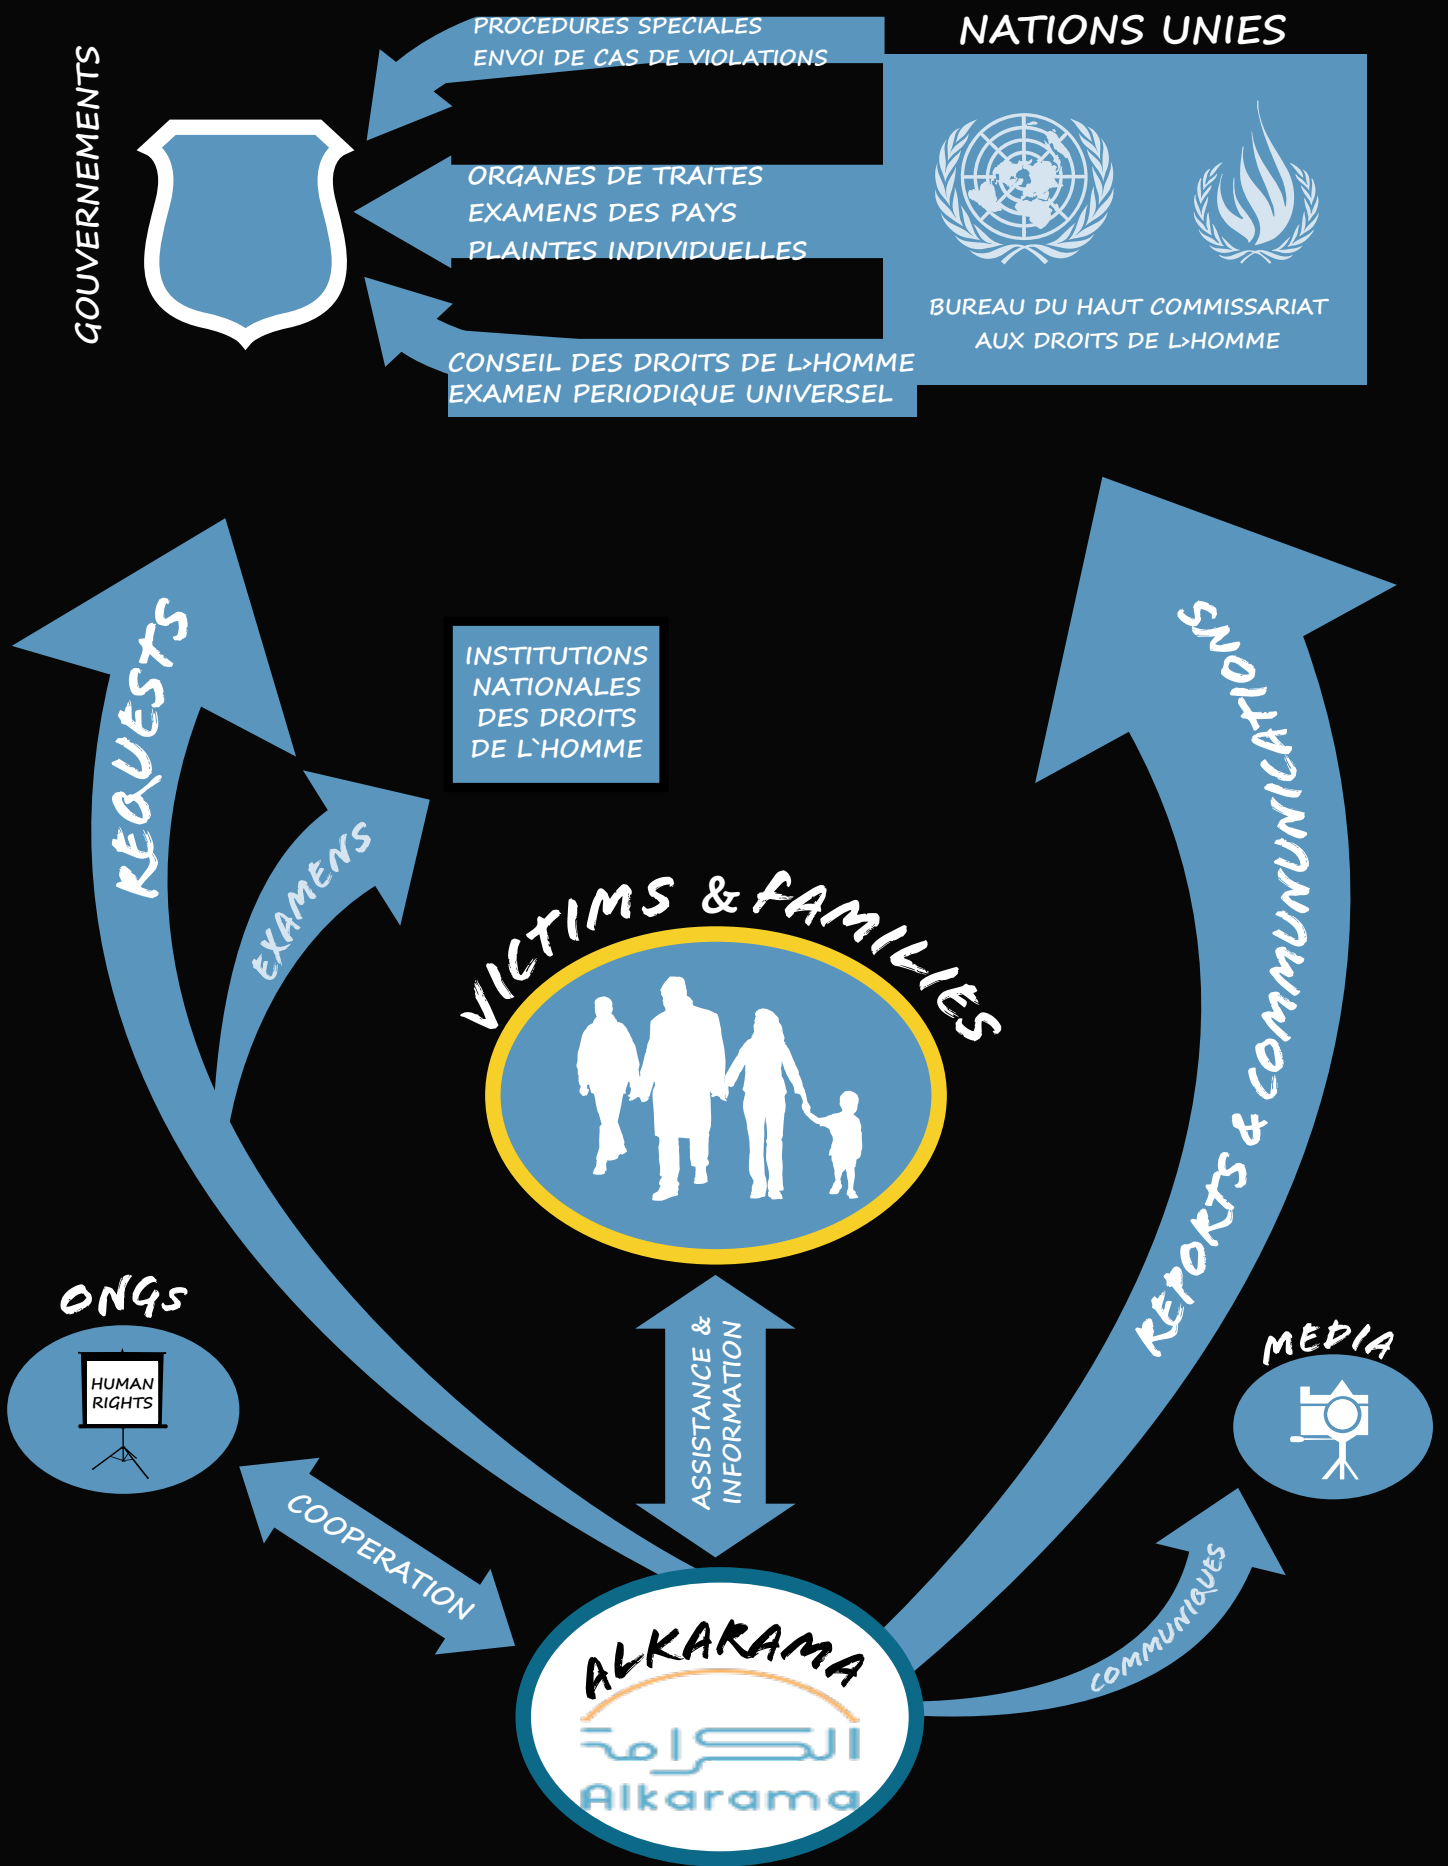 PROCEDURES SPECIALES
ENVOI DE CAS DE VIOLATIONS
NATIONS UNIES
GOUVERNEMENTS
ORGANES DE TRAITES
EXAMENS DES PAYS
PLAINTES INDIVIDUELLES
BUREAU DU HAUT COMMISSARIAT
AUX DROITS DE L>HOMME
CONSEIL DES DROITS DE L>HOMME
EXAMEN PERIODIQUE UNIVERSEL
REQUESTS
INSTITUTIONS
NATIONALES
DES DROITS
DE L`HOMME
EXAMENS
REPORTS & COMMUNUNICATIONS
VICTIMS & FAMILIES
ONGs
HUMAN
RIGHTS
MEDIA
ASSISTANCE &
INFORMATION
COOPERATION
COMMUNIQUES
ALKARAMA
الكرامة
Alkarama